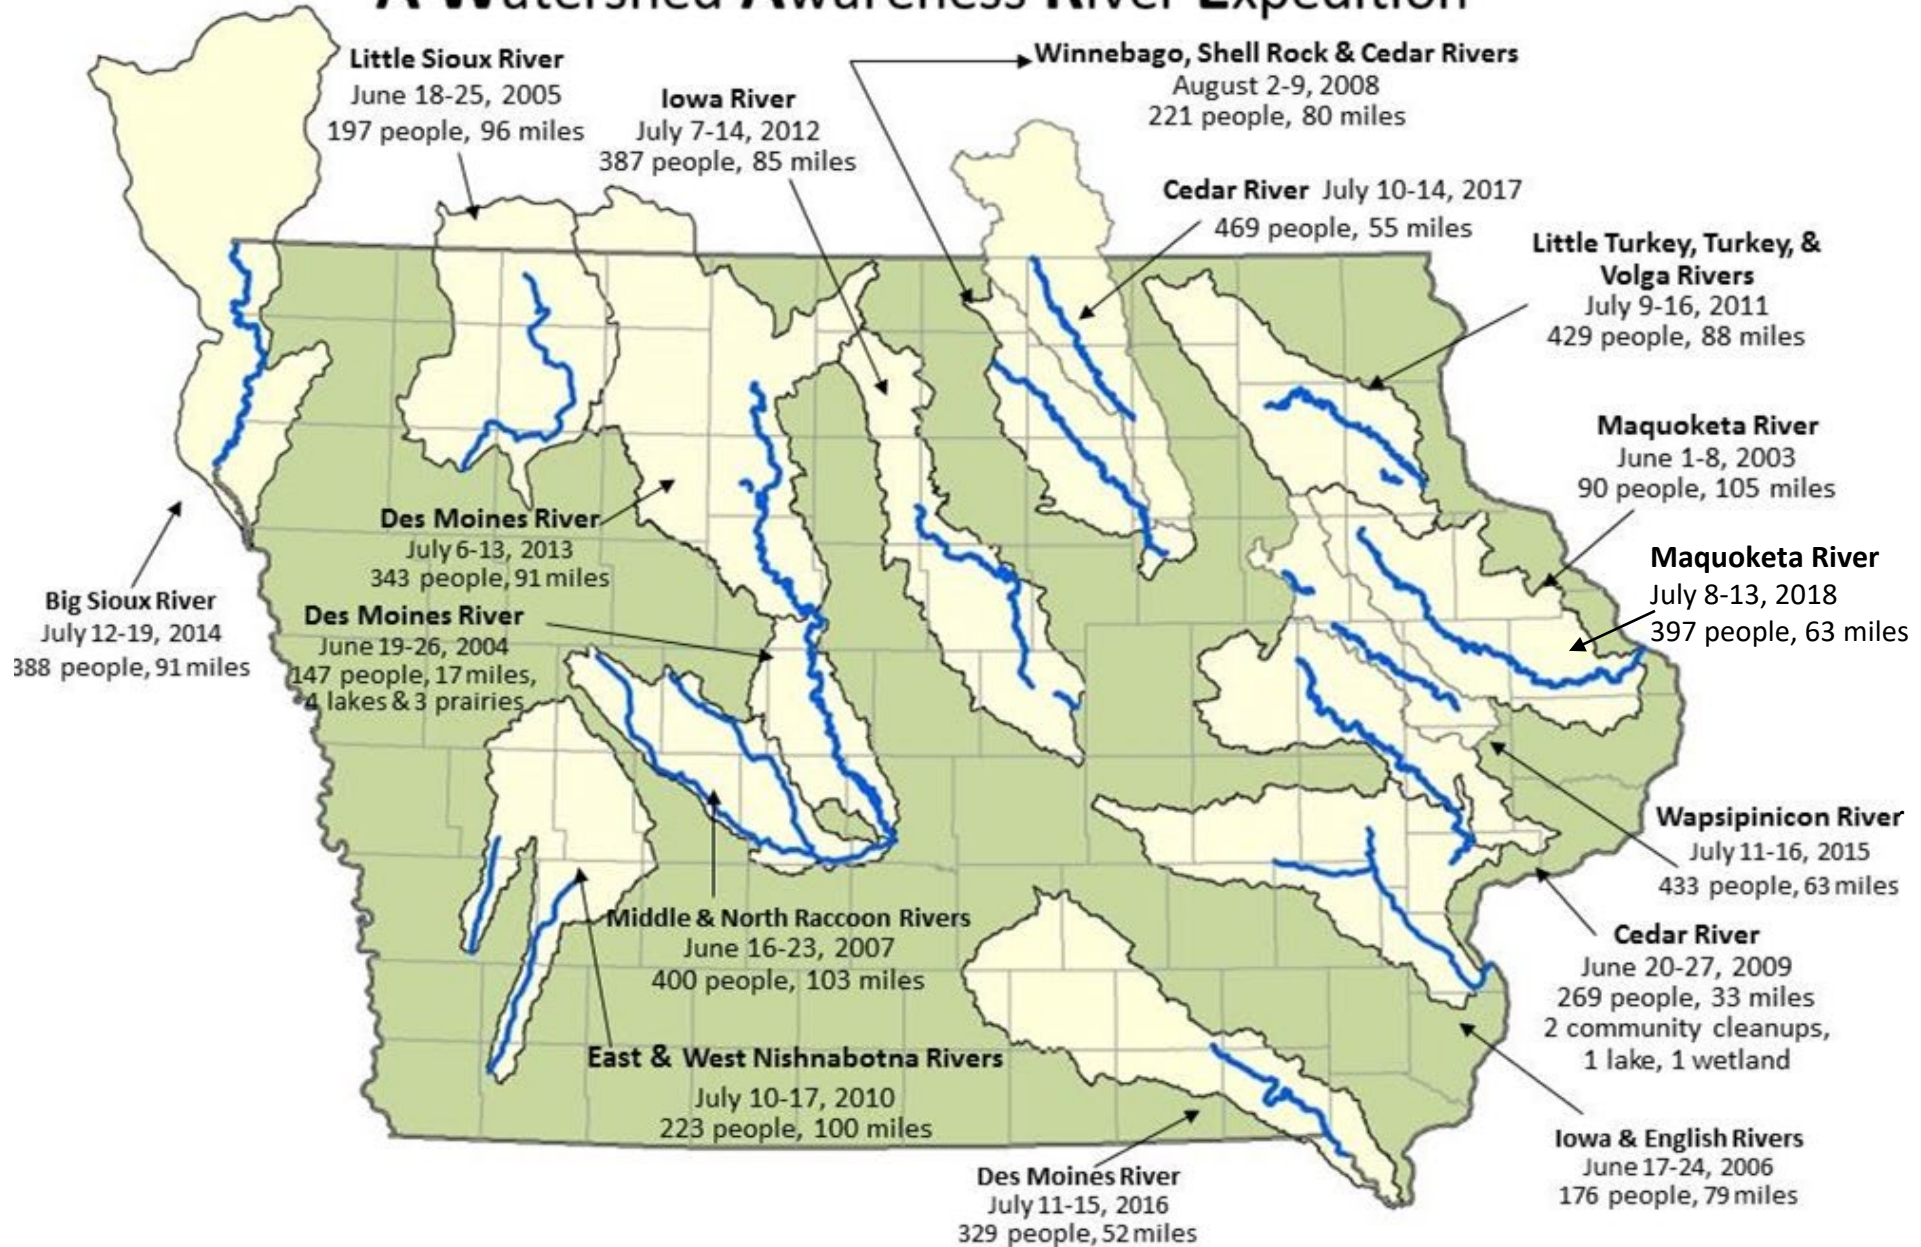 A Watershed Awareness River Expedition
Little Sioux River
June 18-25, 2005
197 people, 96 miles
Iowa River
July 7-14, 2012
387 people, 85 miles
Winnebago, Shell Rock & Cedar Rivers
August 2-9, 2008
221 people, 80 miles
Cedar River July 10-14, 2017
469 people, 55 miles
Little Turkey, Turkey, &
Volga Rivers
July 9-16, 2011
429 people, 88 miles
Maquoketa River
June 1-8, 2003
90 people, 105 miles
Maquoketa River
July 8-13, 2018
397 people, 63 miles
Des Moines River
July 6-13, 2013
343 people, 91 miles
Big Sioux River
July 12-19, 2014
388 people, 91 miles
Des Moines River
June 19-26, 2004
147 people, 17 miles,
4 lakes & 3 prairies
Wapsipinicon River
July 11-16, 2015
433 people, 63 miles
Middle & North Raccoon Rivers
June 16-23, 2007
400 people, 103 miles
Cedar River
June 20-27, 2009
269 people, 33 miles
2 community cleanups,
1 lake, 1 wetland
East & West Nishnabotna Rivers
July 10-17, 2010
223 people, 100 miles
Iowa & English Rivers
June 17-24, 2006
176 people, 79 miles
Des Moines River
July 11-15, 2016
329 people, 52 miles